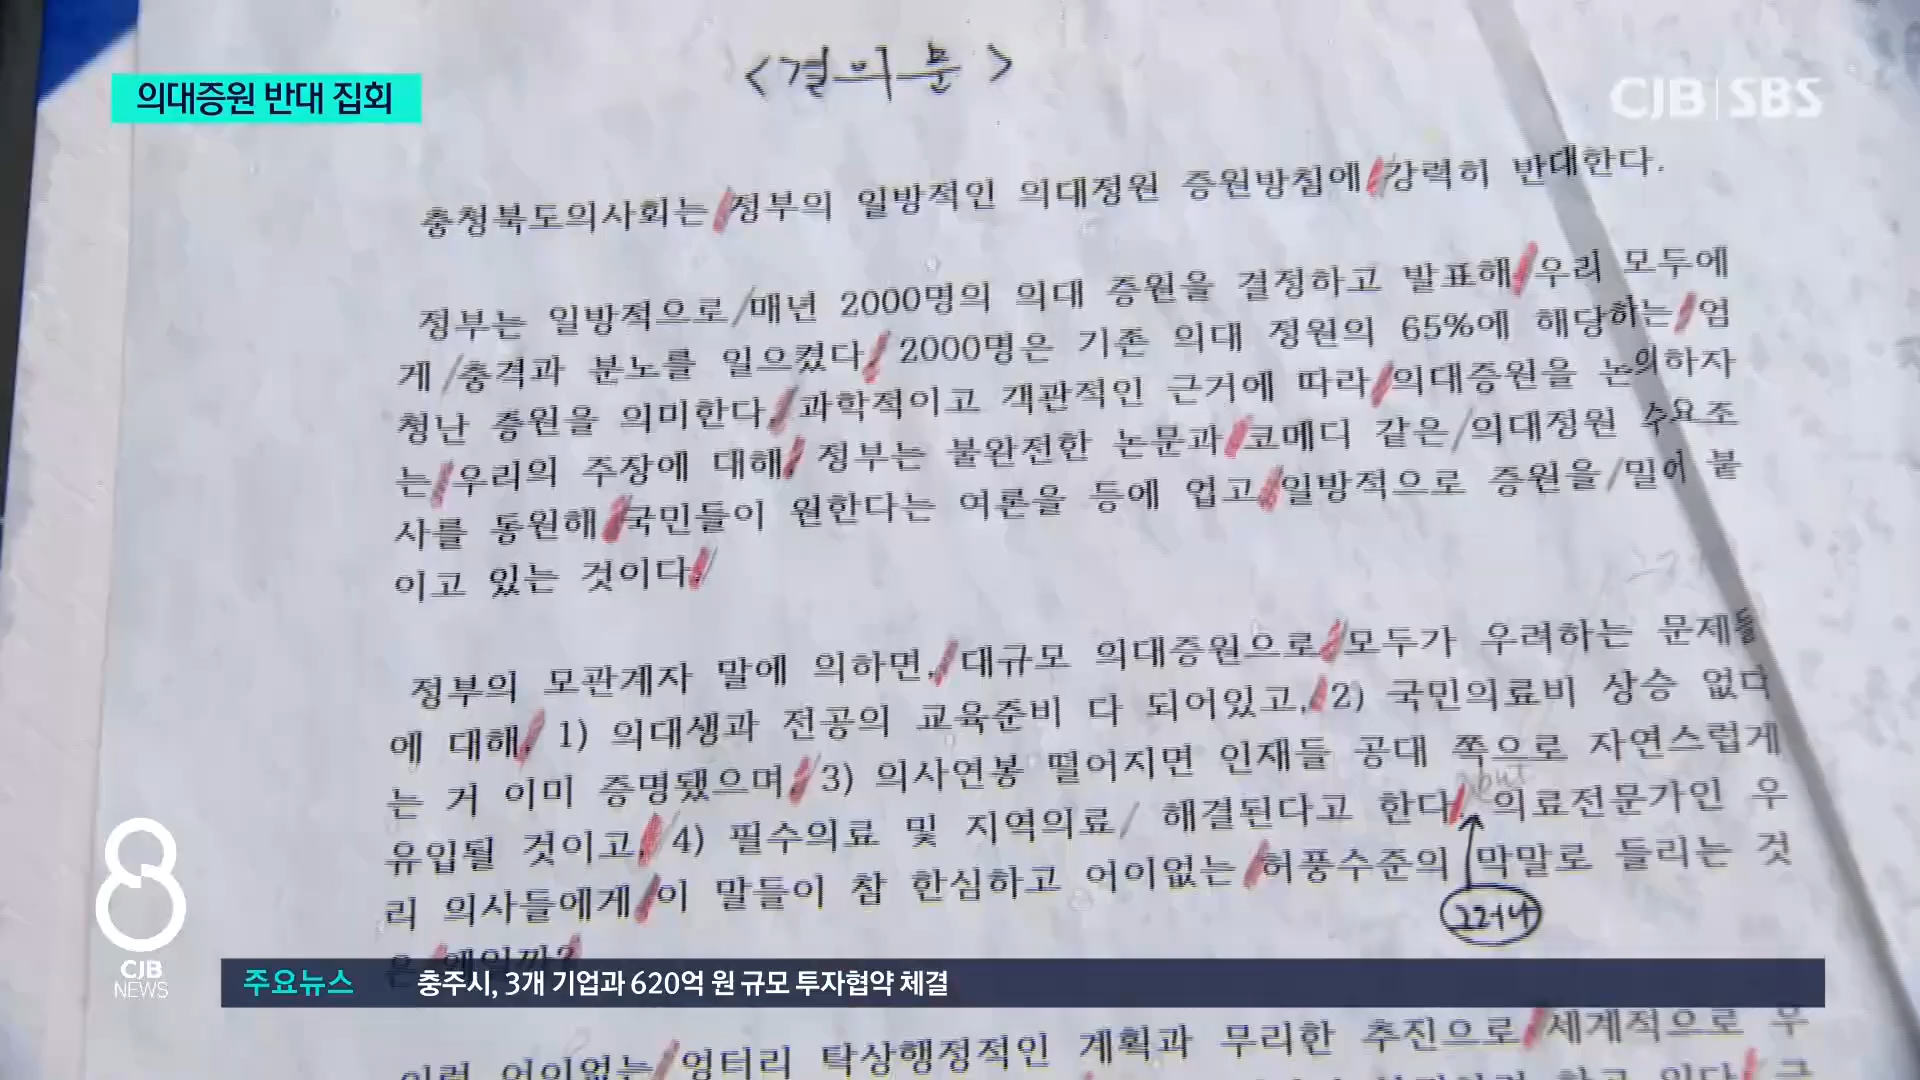 <결의문>
의대증원 반대 집회
CJB SBS
충청북도의사회는/정부의 일방적인 의대정원 증원방침에/강력히 반대한다.
정부는 일방적으로/매년 2000명의 의대 증원을 결정하고 발표해/우리 모두에
게/충격과 분노를 일으켰다/ 2000명은 기존 의대 정원의 65%에 해당하는/엄
청난 증원을 의미한다./과학적이고 객관적인 근거에 따라/의대증원을 논의하자
는/우리의 주장에 대해/ 정부는 불완전한 논문과/코메디 같은/의대정원 수요조
사를 동원해/국민들이 원한다는 여론을 등에 업고/일방적으로 증원을/밀어 붙
이고 있는 것이다./
정부의 모관계자 말에 의하면,/대규모 의대증원으로/모두가 우려하는 문제들
에 대해,/ 1) 의대생과 전공의 교육준비 다 되어있고,/2) 국민의료비 상승 없다
는 거 이미 증명됐으며/3) 의사연봉 떨어지면 인재들 공대 쪽으로 자연스럽게
유입될 것이고,/4) 필수의료 및 지역의료/ 해결된다고 한다/. 의료전문가인 우
리 의사들에게/이 말들이 참 한심하고 어이없는/허풍수준의 막말로 들리는 것
그러나
은 왜일까?
8
CJB
NEWS
주요뉴스 충주시, 3개 기업과 620억 원 규모 투자협약 체결
이런 어이없는/엉터리 탁상행정적인 계획과 무리한 추진으로/세계적으로 우